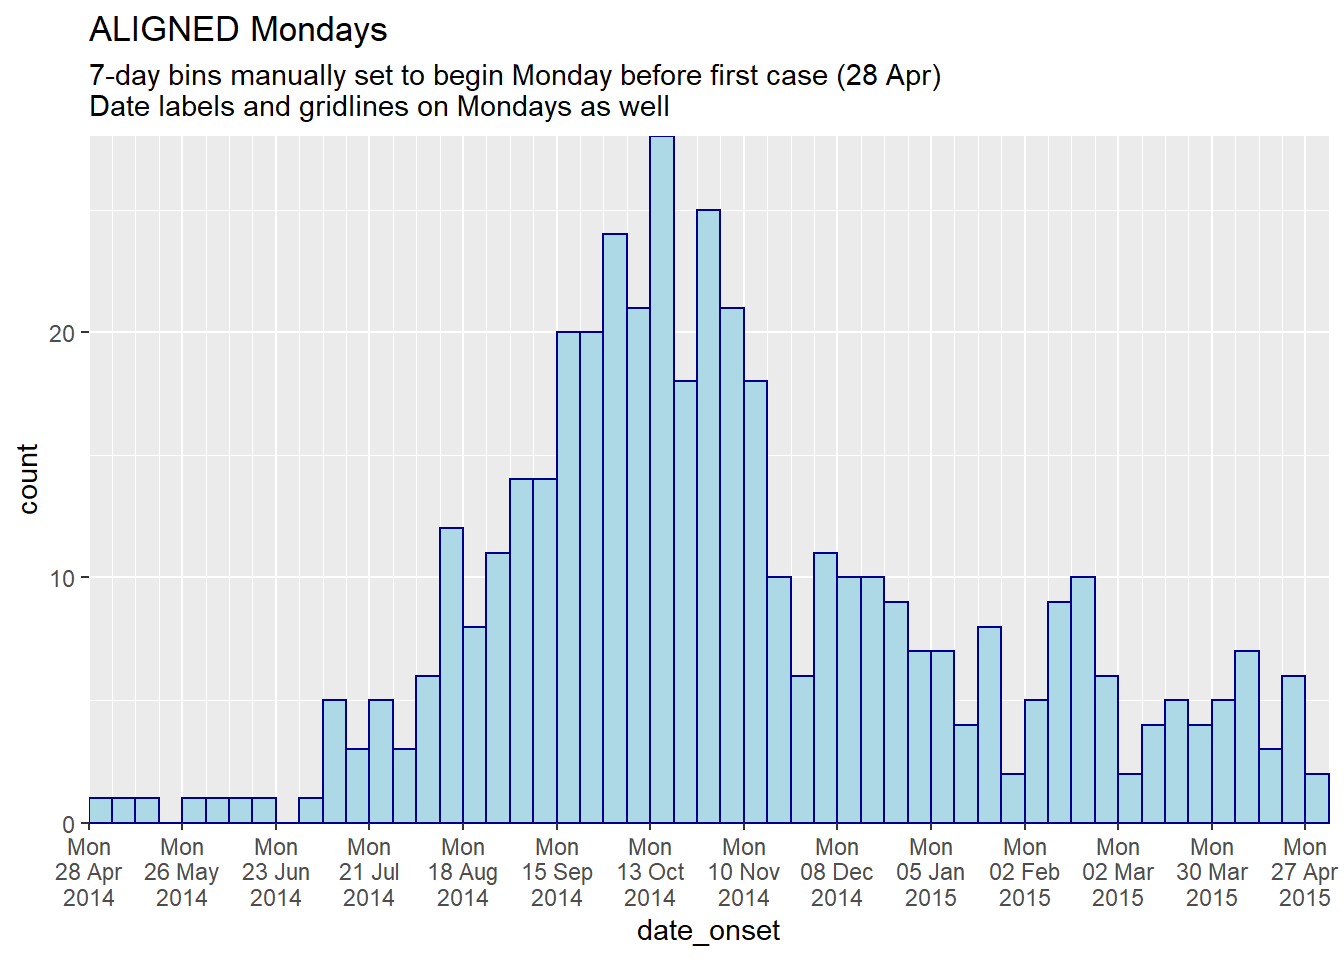 ALIGNED Mondays
7-day bins manually set to begin Monday before first case (28 Apr)
Date labels and gridlines on Mondays as well
count
20
10
0
Mon Mon Mon Mon Mon Mon Mon Mon Mon Mon Mon Mon Mon Mon
28 Apr 26 May 23 Jun 21 Jul 18 Aug 15 Sep 13 Oct 10 Nov 08 Dec 05 Jan 02 Feb 02 Mar 30 Mar 27 Apr
2014 2014 2014 2014 2014 2014 2014 2014 2014 2015 2015 2015 2015 2015
date_onset